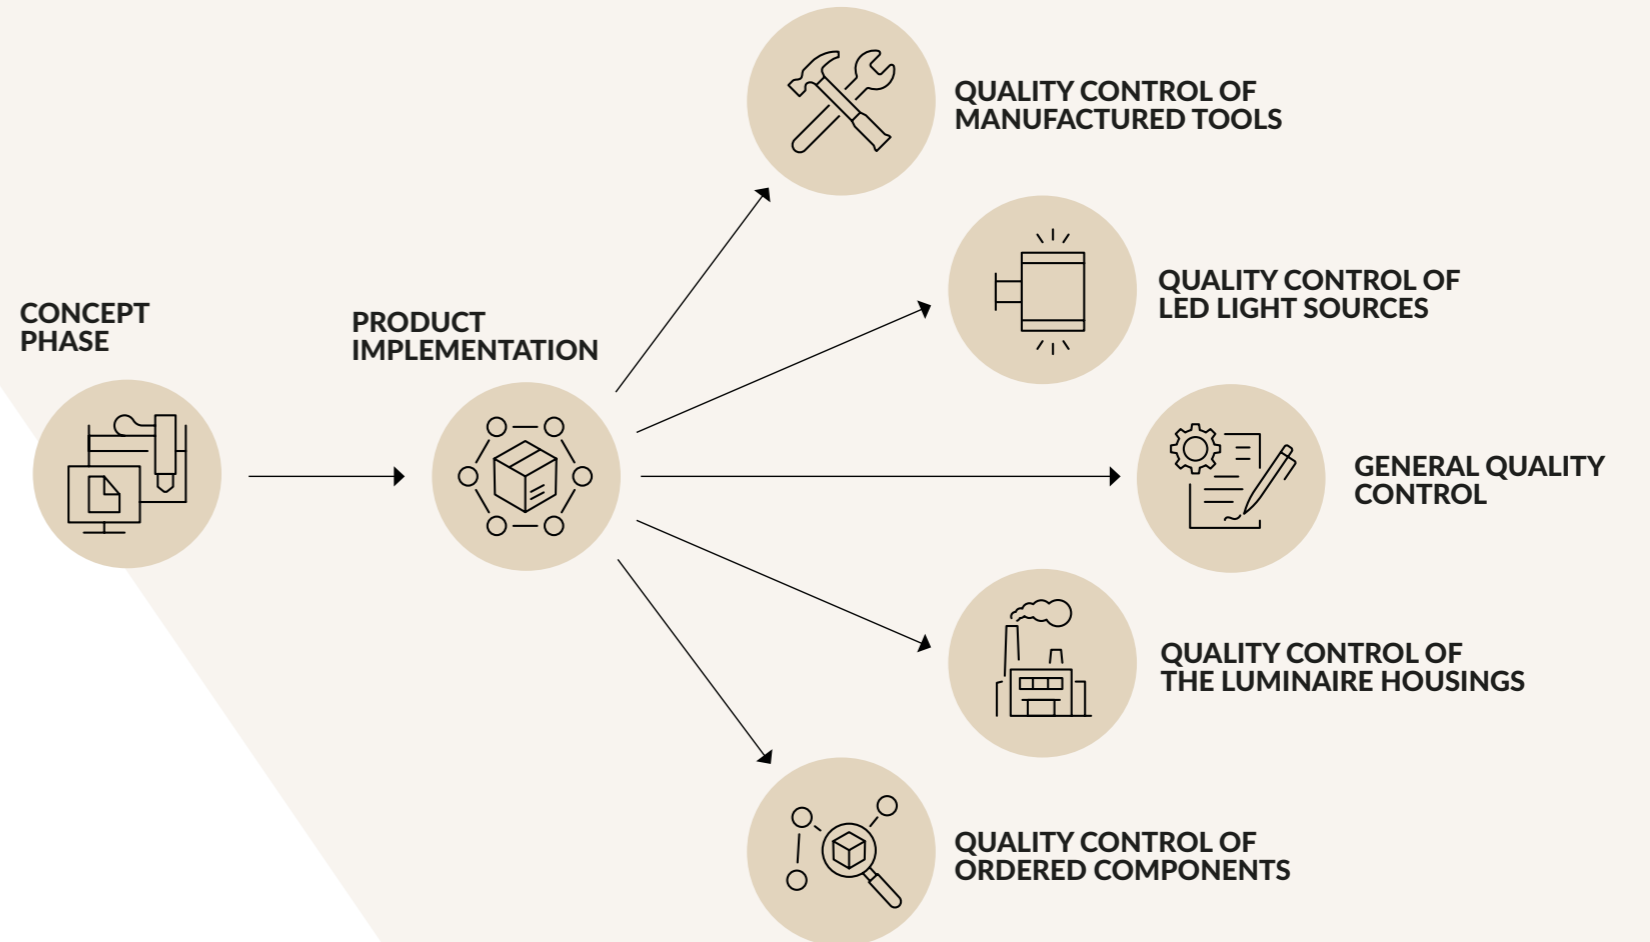 CONCEPT
PHASE
PRODUCT
IMPLEMENTATION
QUALITY CONTROL OF
MANUFACTURED TOOLS
QUALITY CONTROL OF
LED LIGHT SOURCES
GENERAL QUALITY
CONTROL
QUALITY CONTROL OF
THE LUMINAIRE HOUSINGS
QUALITY CONTROL OF
ORDERED COMPONENTS